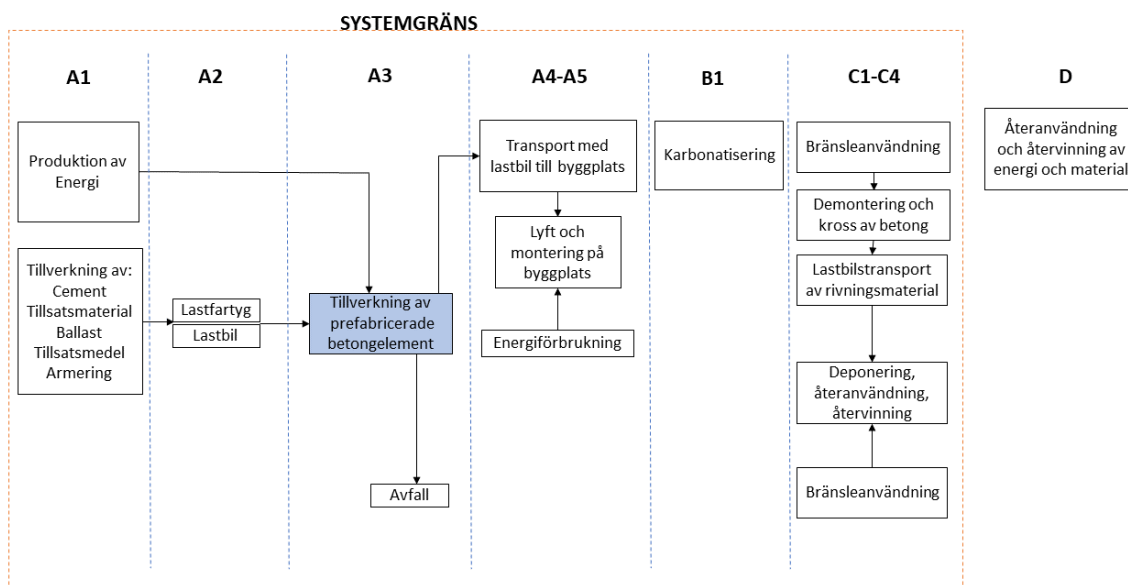 SYSTEMGRÄNS
A1
A2
A3
A4-A5
B1
C1-C4
D
Produktion av
Energi
Tillverkning av:
Cement
Tillsatsmaterial
Ballast
Tillsatsmedel
Armering
Lastfartyg
Lastbil
Tillverkning av
prefabricerade
betongelement
Avfall
Transport med
lastbil till byggplats
Lyft och
montering på
byggplats
Energiförbrukning
Karbonatisering
Bränsleanvändning
Demontering och
kross av betong
Lastbilstransport
av rivningsmaterial
Deponering,
återanvändning,
återvinning
Bränsleanvändning
Återanvändning
och återvinning av
energi och material